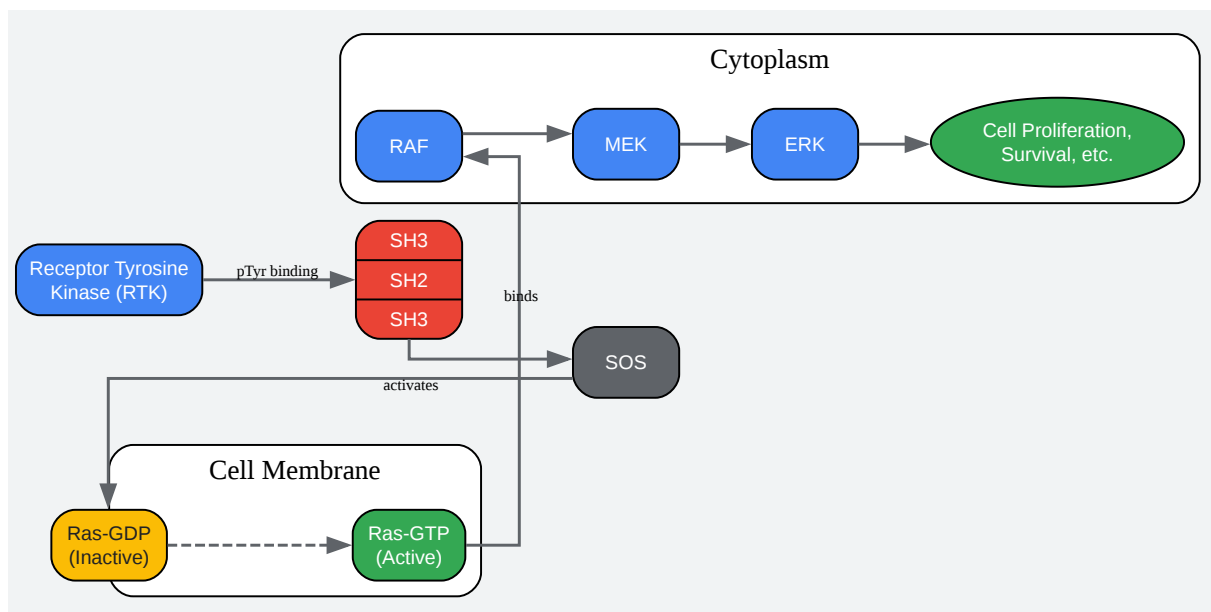 Cytoplasm
RAF
MEK
ERK
Cell Proliferation,
Survival, etc.
Receptor Tyrosine
Kinase (RTK)
pTyr binding
SH3
SH2
SH3
binds
SOS
activates
Cell Membrane
Ras-GDP
(Inactive)
Ras-GTP
(Active)